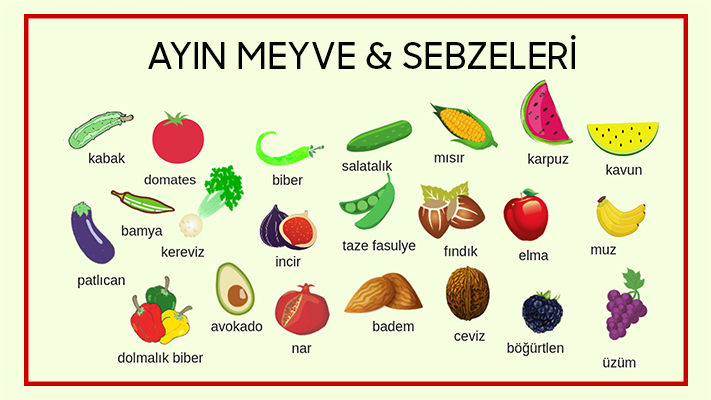 AYIN MEYVE & SEBZELERİ
kabak
domates
biber
salatalık
mısır
karpuz
kavun
patlıcan
bamya
kereviz
incir
taze fasulye
fındık
elma
muz
dolmalık biber
avokado
nar
badem
ceviz
böğürtlen
üzüm